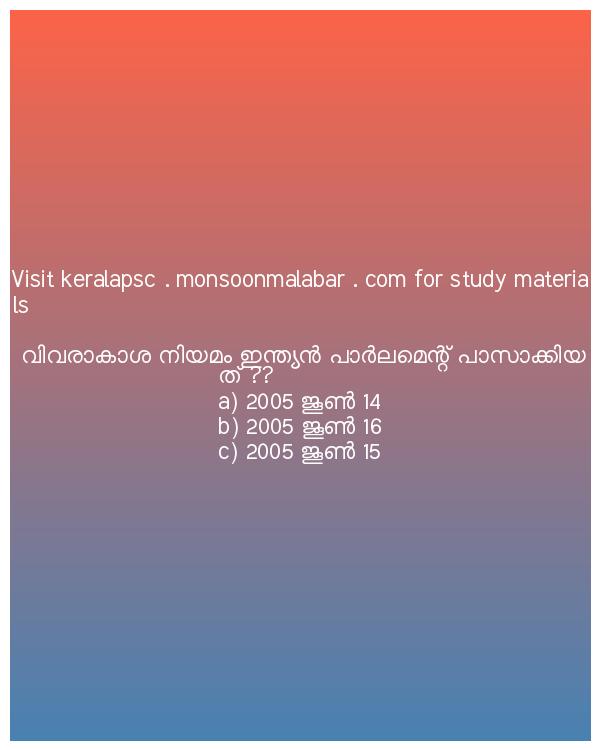 Visit keralapsc . monsoonmalabar . com for study materia
ls
വിവരാകാശ നിയമം ഇന്ത്യൻ പാർലമെന്റ് പാസാക്കിയ
ത് ??
a) 2005 ജൂൺ 14
b) 2005 ജൂൺ 16
c) 2005 ജൂൺ 15